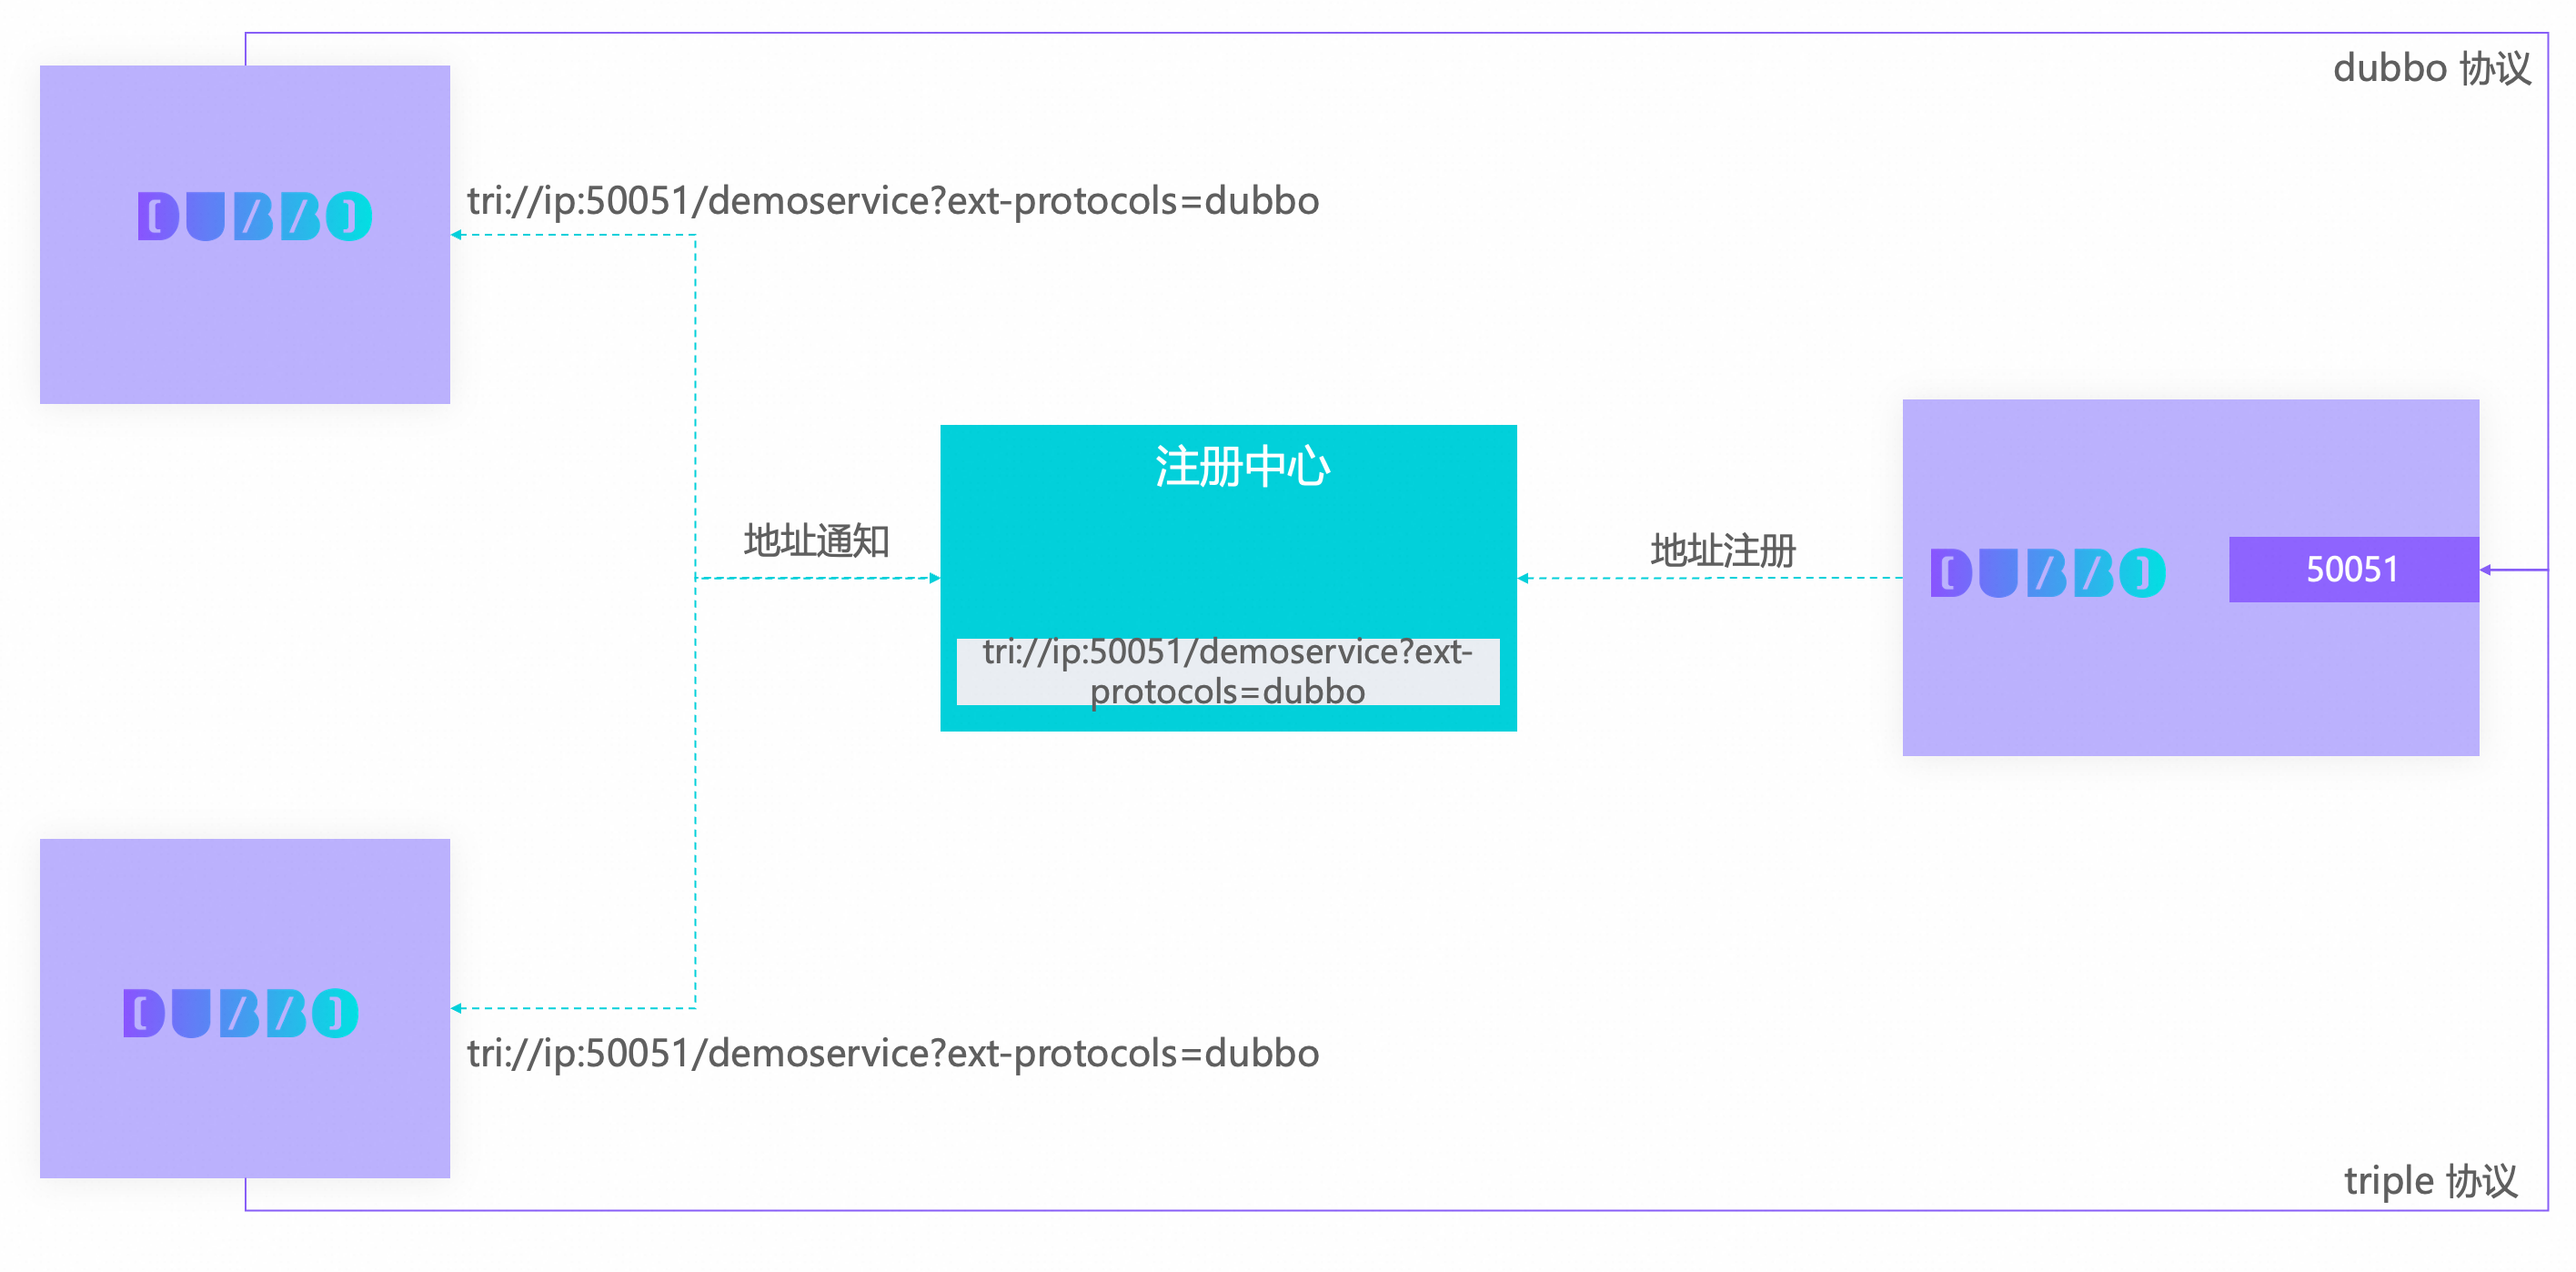 dubbo 协议
DUBBO
tri://ip:50051/demoservice?ext-protocols=dubbo
注册中心
地址通知
地址注册
DUBBO
50051
tri://ip:50051/demoservice?ext-
protocols=dubbo
DUBBO
tri://ip:50051/demoservice?ext-protocols=dubbo
triple 协议